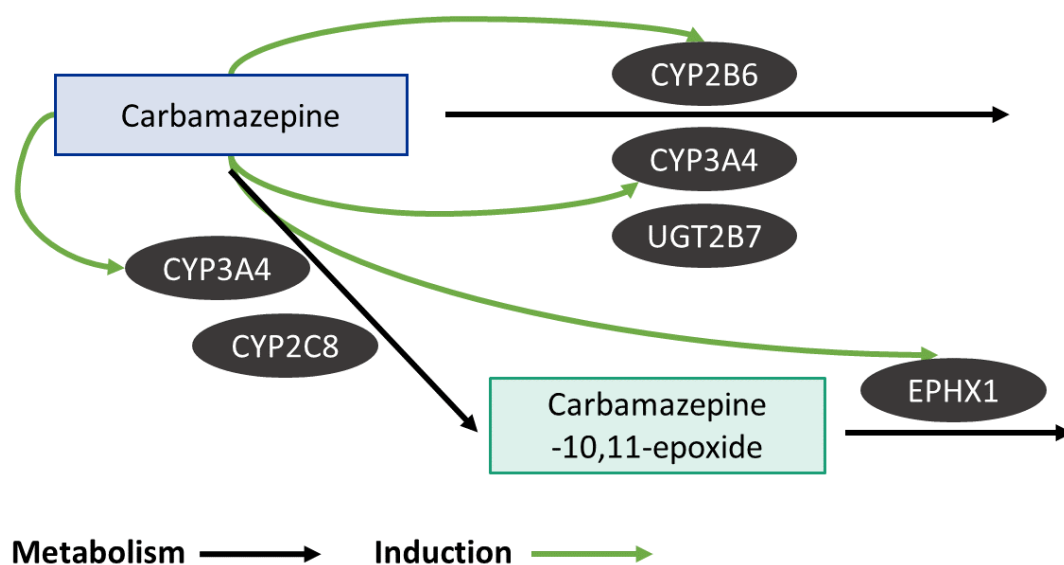 CYP2B6
Carbamazepine
CYP3A4
UGT2B7
CYP3A4
CYP2C8
EPHX1
Carbamazepine
-10,11-epoxide
Metabolism
Induction